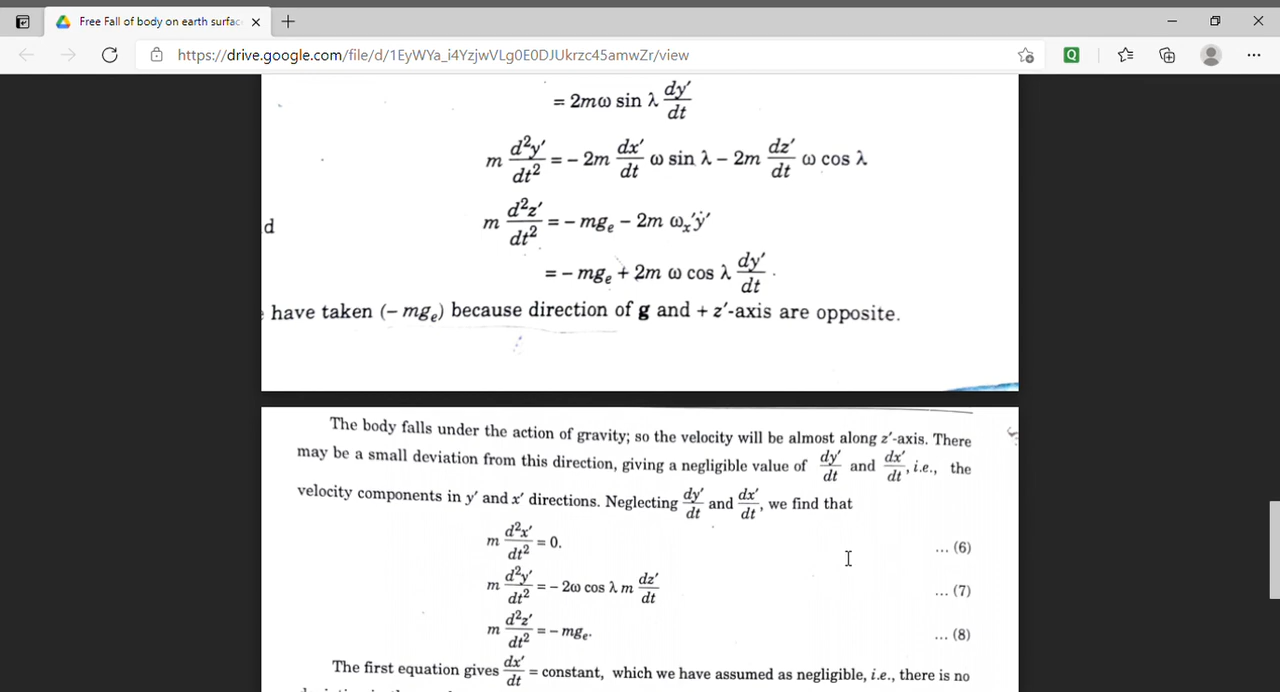 Free Fall of body on earth surfac
https://drive.google.com/file/d/1EyWYa_i4YzjwVLg0E0DJUkrzc45amwZr/view
= 2mω sin λ dy′/dt
m d²y′/dt² = − 2m dx′/dt ω sin λ − 2m dz′/dt ω cos λ
d
m d²z′/dt² = − mgₑ − 2m ωₓ′ẏ′
= − mgₑ + 2m ω cos λ dy′/dt .
have taken (− mgₑ) because direction of g and + z′-axis are opposite.
The body falls under the action of gravity; so the velocity will be almost along z′-axis. There
may be a small deviation from this direction, giving a negligible value of dy′/dt and dx′/dt, i.e., the
velocity components in y′ and x′ directions. Neglecting dy′/dt and dx′/dt, we find that
m d²x′/dt² = 0. ... (6)
m d²y′/dt² = − 2ω cos λ m dz′/dt ... (7)
m d²z′/dt² = − mgₑ. ... (8)
The first equation gives dx′/dt = constant, which we have assumed as negligible, i.e., there is no